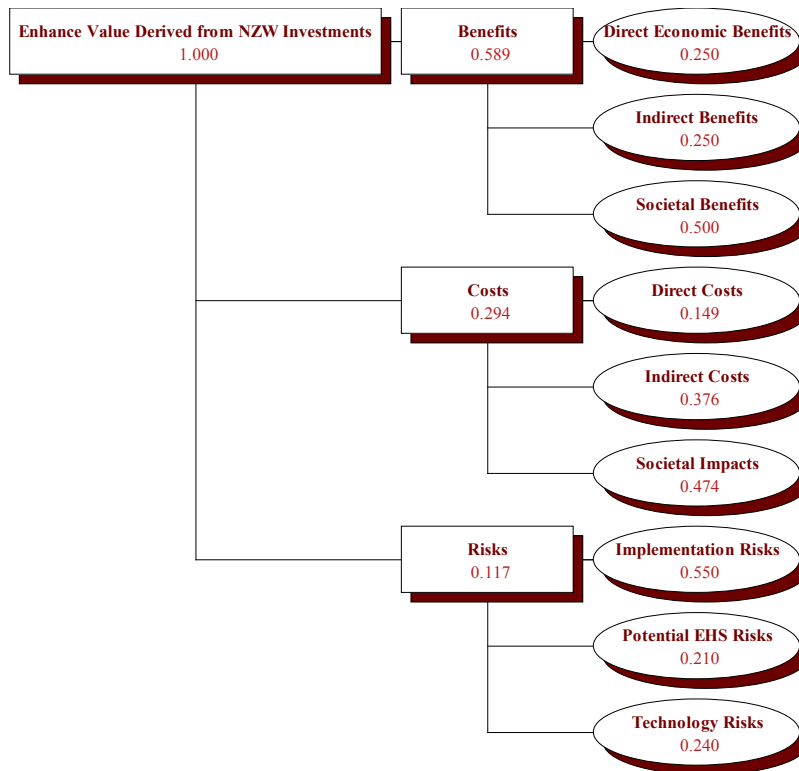 Enhance Value Derived from NZW Investments
1.000
Benefits
0.589
Direct Economic Benefits
0.250
Indirect Benefits
0.250
Societal Benefits
0.500
Costs
0.294
Direct Costs
0.149
Indirect Costs
0.376
Societal Impacts
0.474
Risks
0.117
Implementation Risks
0.550
Potential EHS Risks
0.210
Technology Risks
0.240